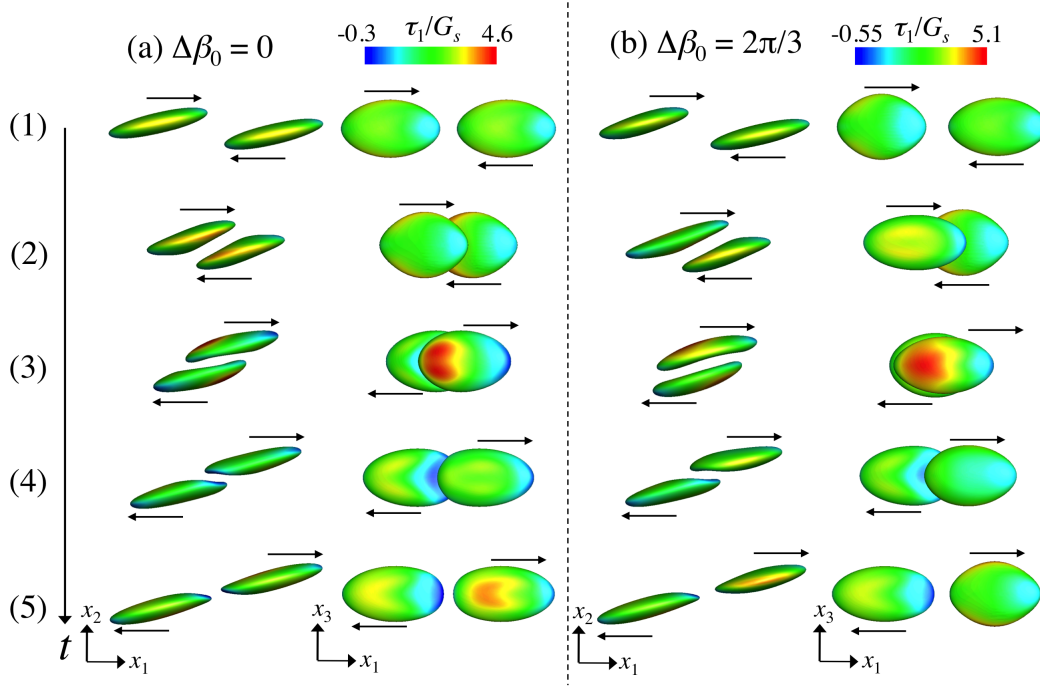 (a) Δβ₀ = 0
-0.3 τ₁/Gₛ 4.6
(b) Δβ₀ = 2π/3
-0.55 τ₁/Gₛ 5.1
(1)
(2)
(3)
(4)
(5)
t
x₂
x₁
x₃
x₁
x₂
x₁
x₃
x₁